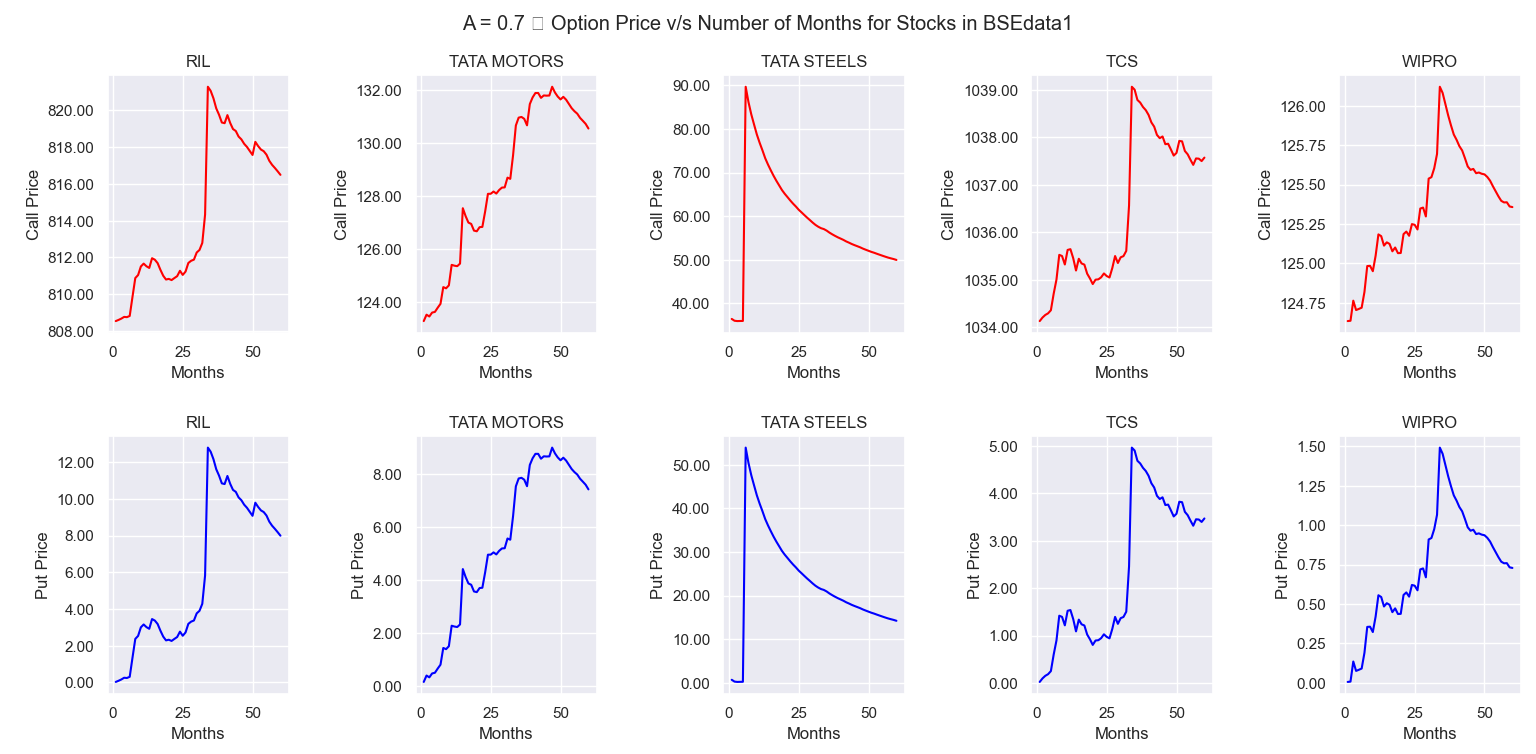 A = 0.7 □ Option Price v/s Number of Months for Stocks in BSEdata1
RIL TATA MOTORS TATA STEELS TCS WIPRO
Call Price
820.00
818.00
816.00
814.00
812.00
810.00
808.00
0 25 50
Months
Call Price
132.00
130.00
128.00
126.00
124.00
0 25 50
Months
Call Price
90.00
80.00
70.00
60.00
50.00
40.00
0 25 50
Months
Call Price
1039.00
1038.00
1037.00
1036.00
1035.00
1034.00
0 25 50
Months
Call Price
126.00
125.75
125.50
125.25
125.00
124.75
0 25 50
Months
RIL TATA MOTORS TATA STEELS TCS WIPRO
Put Price
12.00
10.00
8.00
6.00
4.00
2.00
0.00
0 25 50
Months
Put Price
8.00
6.00
4.00
2.00
0.00
0 25 50
Months
Put Price
50.00
40.00
30.00
20.00
10.00
0.00
0 25 50
Months
Put Price
5.00
4.00
3.00
2.00
1.00
0.00
0 25 50
Months
Put Price
1.50
1.25
1.00
0.75
0.50
0.25
0.00
0 25 50
Months